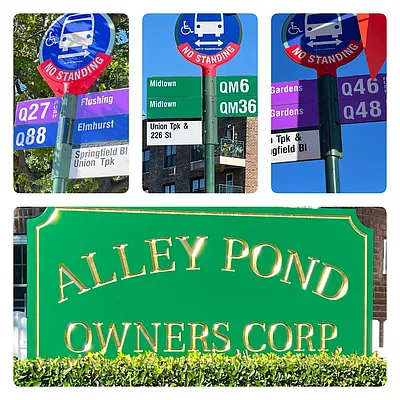 NO STANDING
Q27
RUSH
Flushing
Q88
Elmhurst
Springfield Bl
Union Tpk
NO STANDING
Midtown QM6
Midtown QM36
Union Tpk &
226 St
NO STANDING
Gardens Q46
Gardens Q48
n Tpk &
ngfield Bl
ALLEY POND
OWNERS CORP.